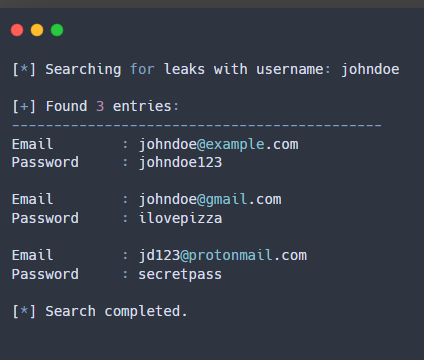 [*] Searching for leaks with username: johndoe
[+] Found 3 entries:
--------------------------------------------
Email        : johndoe@example.com
Password     : johndoe123
Email        : johndoe@gmail.com
Password     : ilovepizza
Email        : jd123@protonmail.com
Password     : secretpass
[*] Search completed.